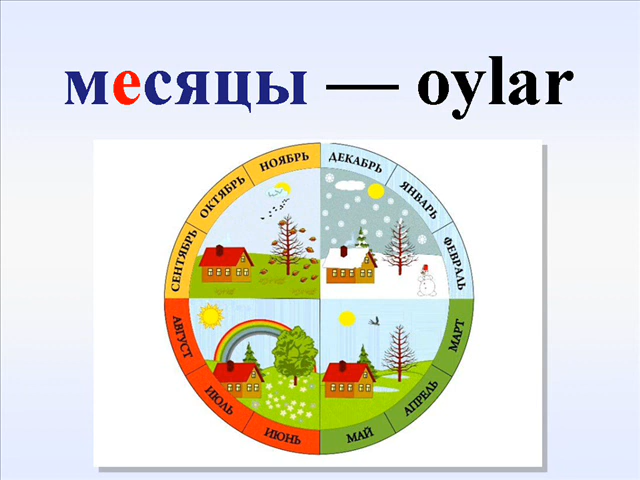 месяцы — oylar
ДЕКАБРЬ
ЯНВАРЬ
ФЕВРАЛЬ
МАРТ
АПРЕЛЬ
МАЙ
ИЮНЬ
ИЮЛЬ
АВГУСТ
СЕНТЯБРЬ
ОКТЯБРЬ
НОЯБРЬ